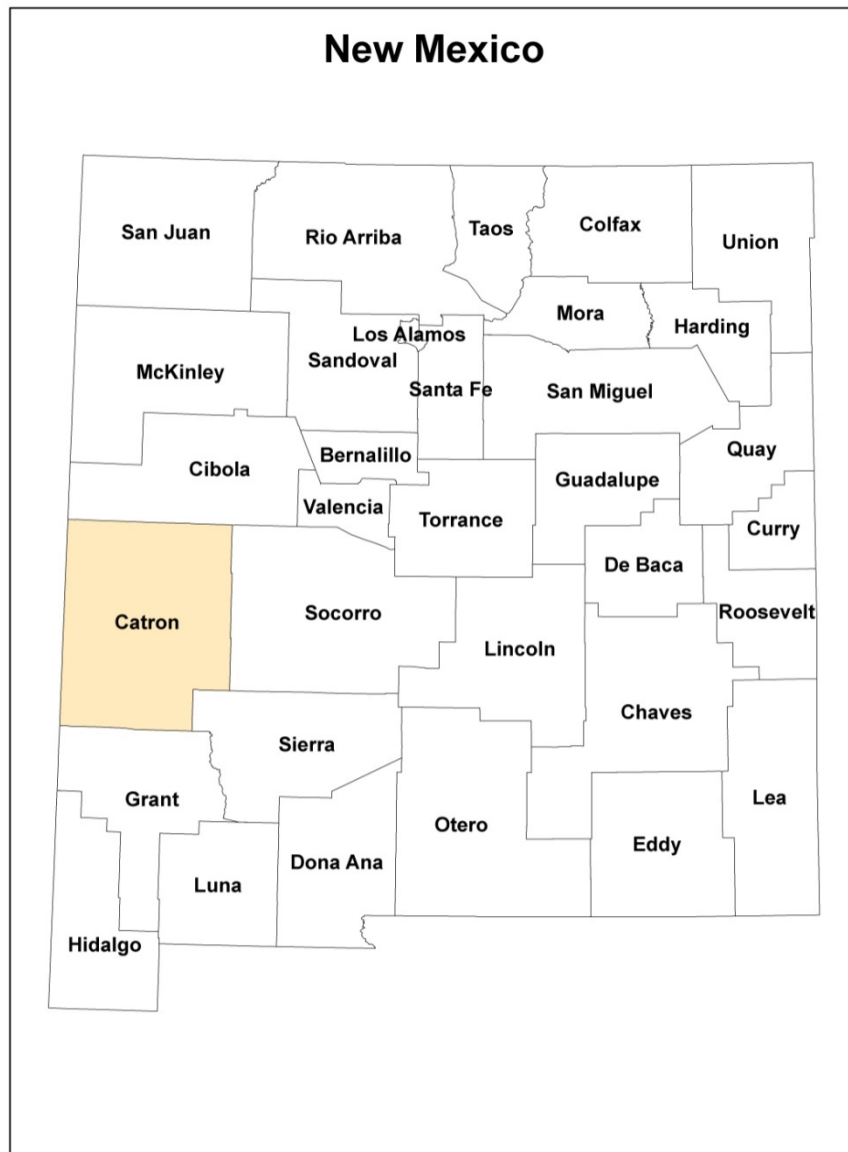 New Mexico
San Juan
Rio Arriba
Taos
Colfax
Union
Mora
Harding
Los Alamos
Sandoval
McKinley
Santa Fe
San Miguel
Quay
Bernalillo
Cibola
Guadalupe
Valencia
Torrance
Curry
De Baca
Catron
Socorro
Roosevelt
Lincoln
Chaves
Sierra
Grant
Lea
Otero
Eddy
Dona Ana
Luna
Hidalgo